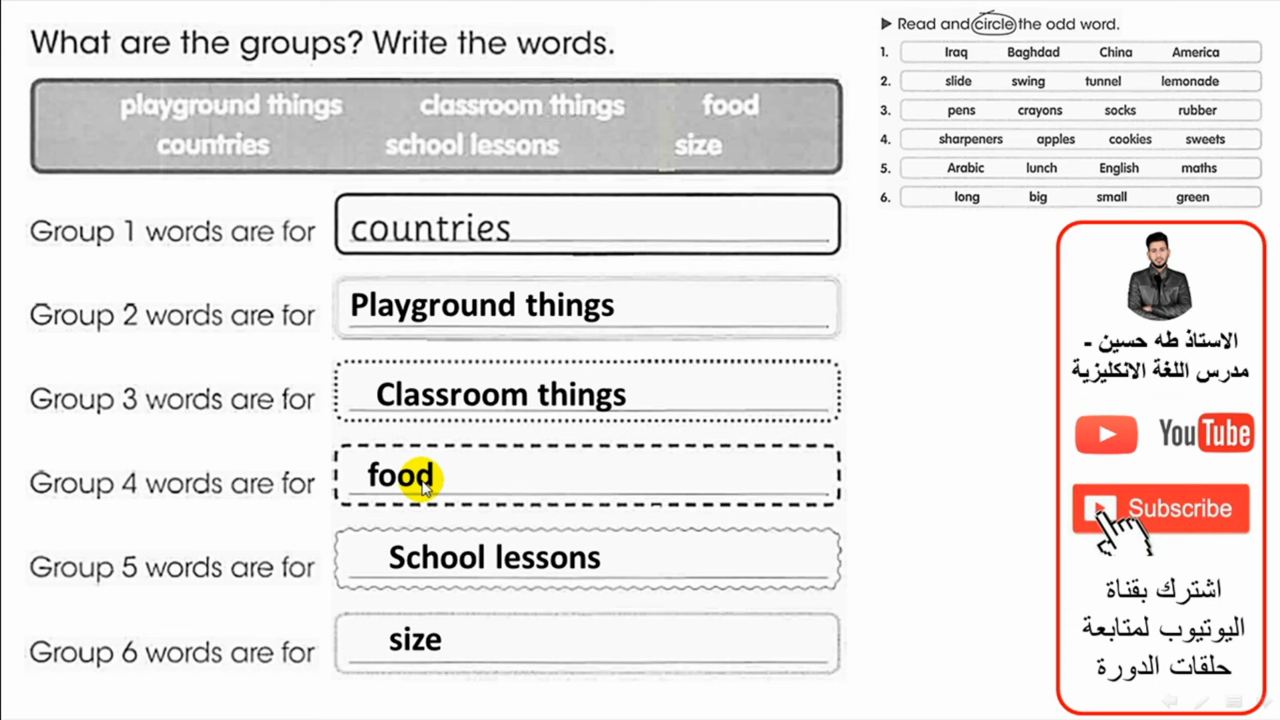 What are the groups? Write the words.
playground things classroom things food
countries school lessons size
Group 1 words are for countries
Group 2 words are for Playground things
Group 3 words are for Classroom things
Group 4 words are for food
Group 5 words are for School lessons
Group 6 words are for size
Read and circle the odd word.
1. Iraq Baghdad China America
2. slide swing tunnel lemonade
3. pens crayons socks rubber
4. sharpeners apples cookies sweets
5. Arabic lunch English maths
6. long big small green
الاستاذ طه حسين -
مدرس اللغة الانكليزية
YouTube
Subscribe
اشترك بقناة
اليوتيوب لمتابعة
حلقات الدورة